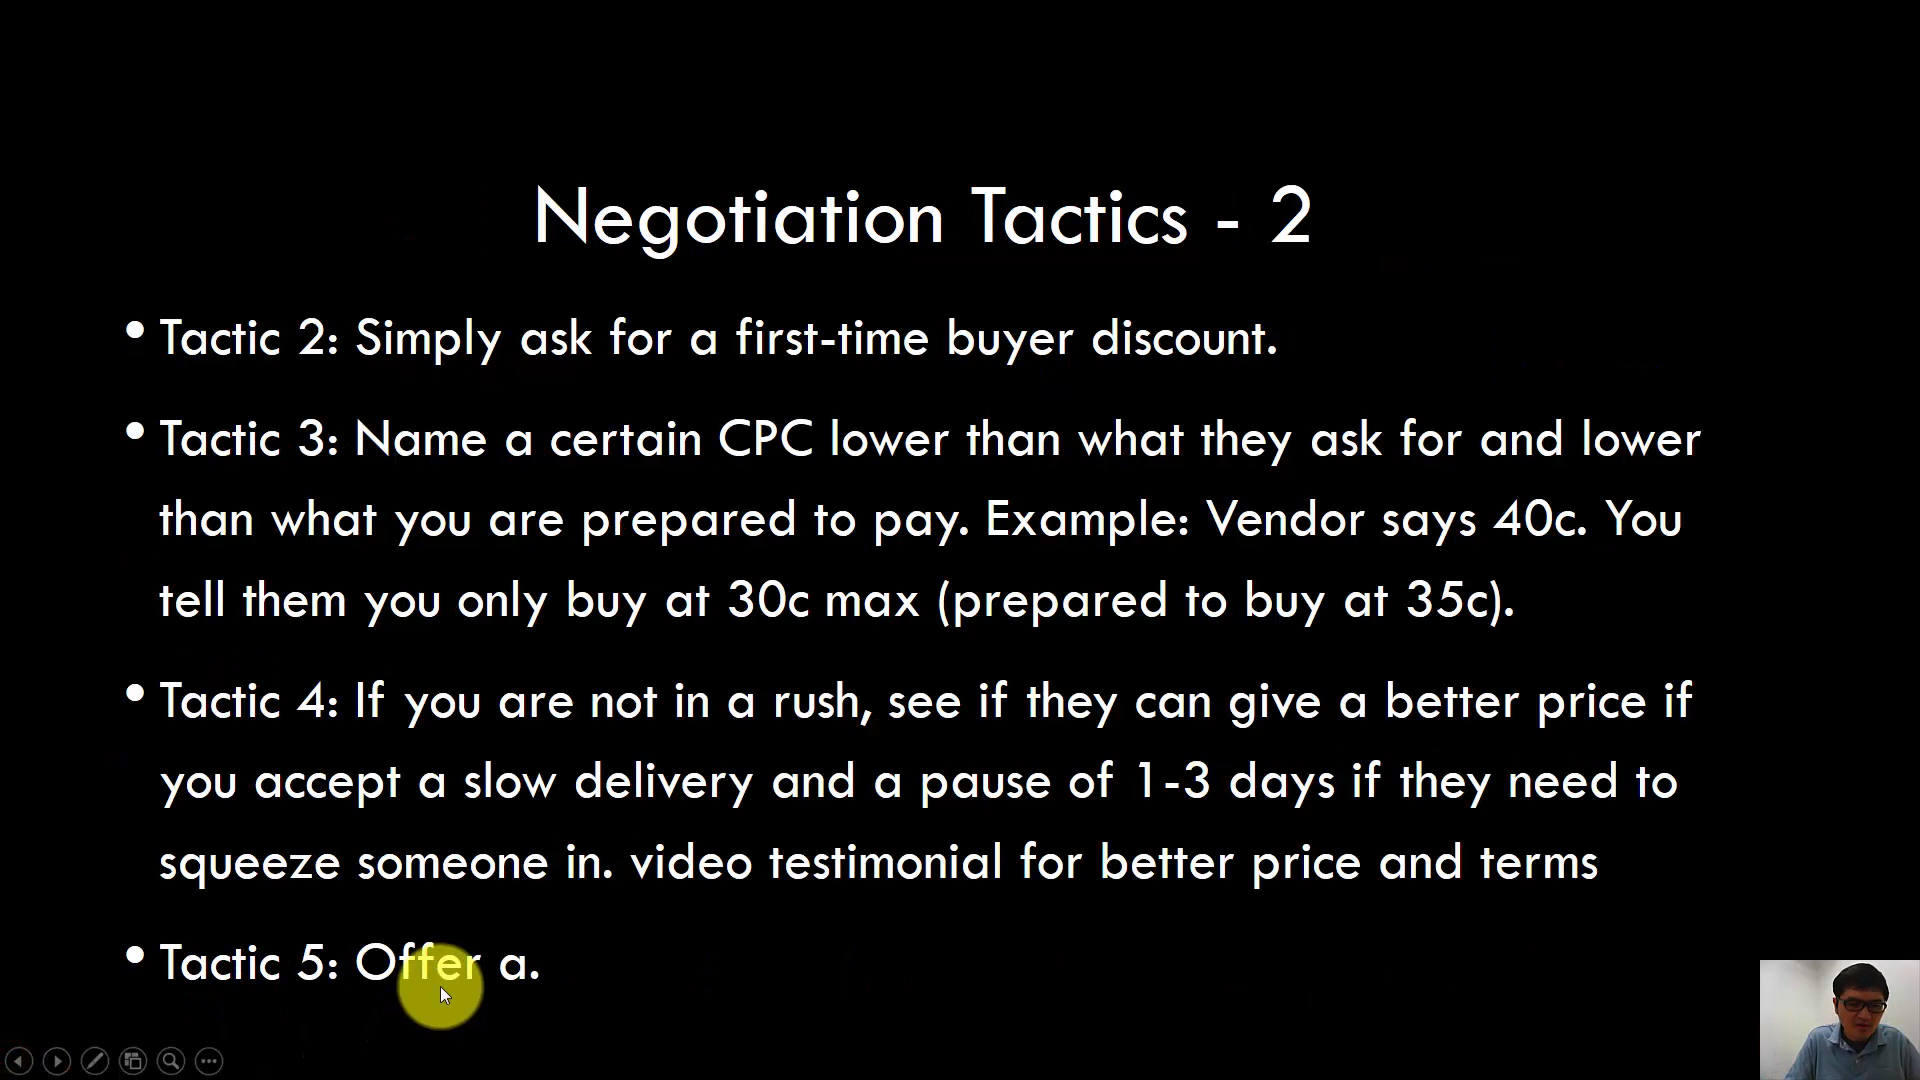 Negotiation Tactics - 2
• Tactic 2: Simply ask for a first-time buyer discount.
• Tactic 3: Name a certain CPC lower than what they ask for and lower
than what you are prepared to pay. Example: Vendor says 40c. You
tell them you only buy at 30c max (prepared to buy at 35c).
• Tactic 4: If you are not in a rush, see if they can give a better price if
you accept a slow delivery and a pause of 1-3 days if they need to
squeeze someone in. video testimonial for better price and terms
• Tactic 5: Offer a.